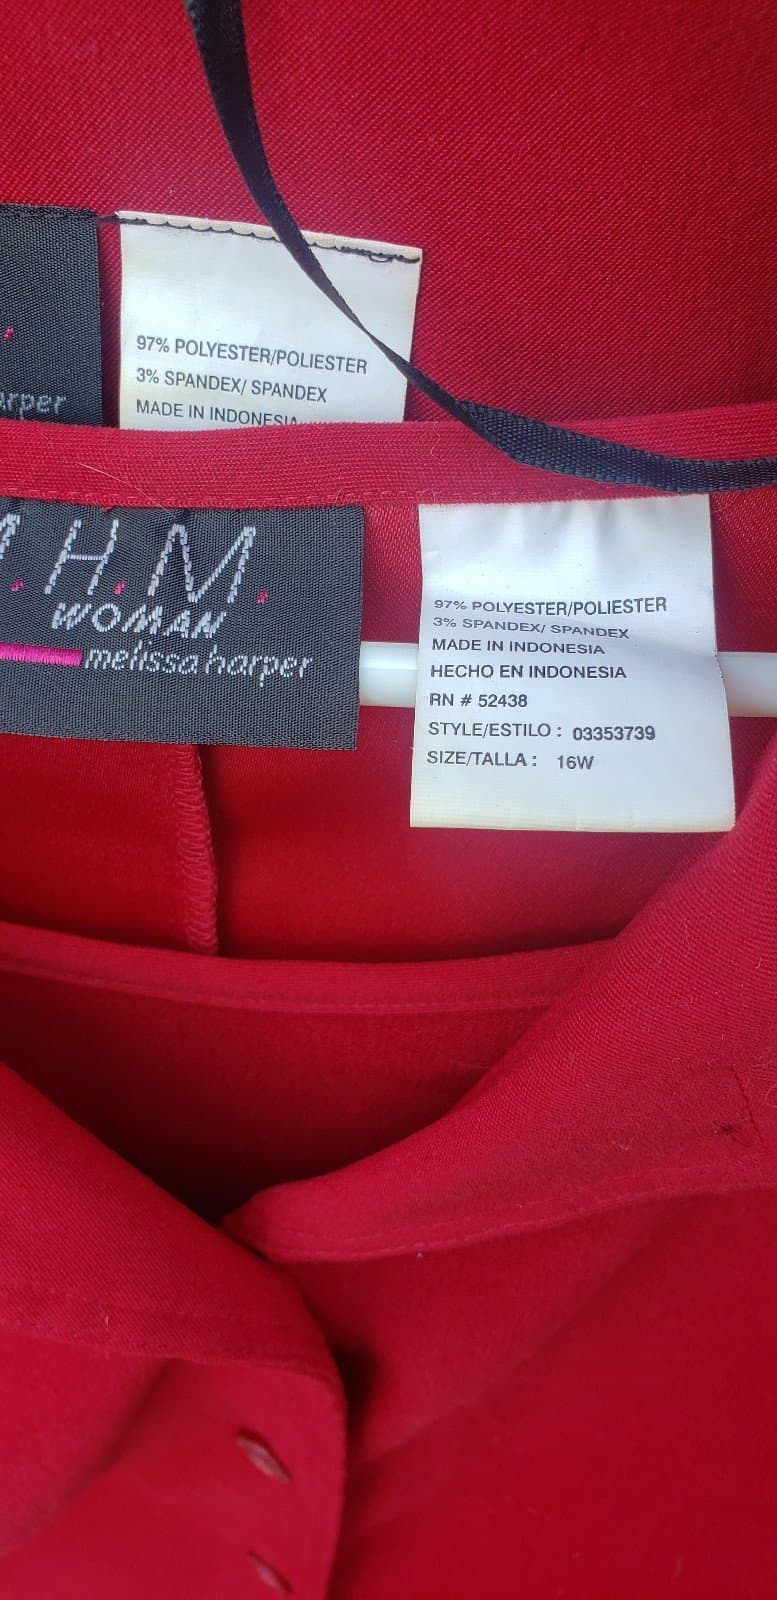 97% POLYESTER/POLIESTER
3% SPANDEX/ SPANDEX
MADE IN INDONESIA
.H.M.
WOMAN
melissa harper
97% POLYESTER/POLIESTER
3% SPANDEX/ SPANDEX
MADE IN INDONESIA
HECHO EN INDONESIA
RN # 52438
STYLE/ESTILO : 03353739
SIZE/TALLA : 16W